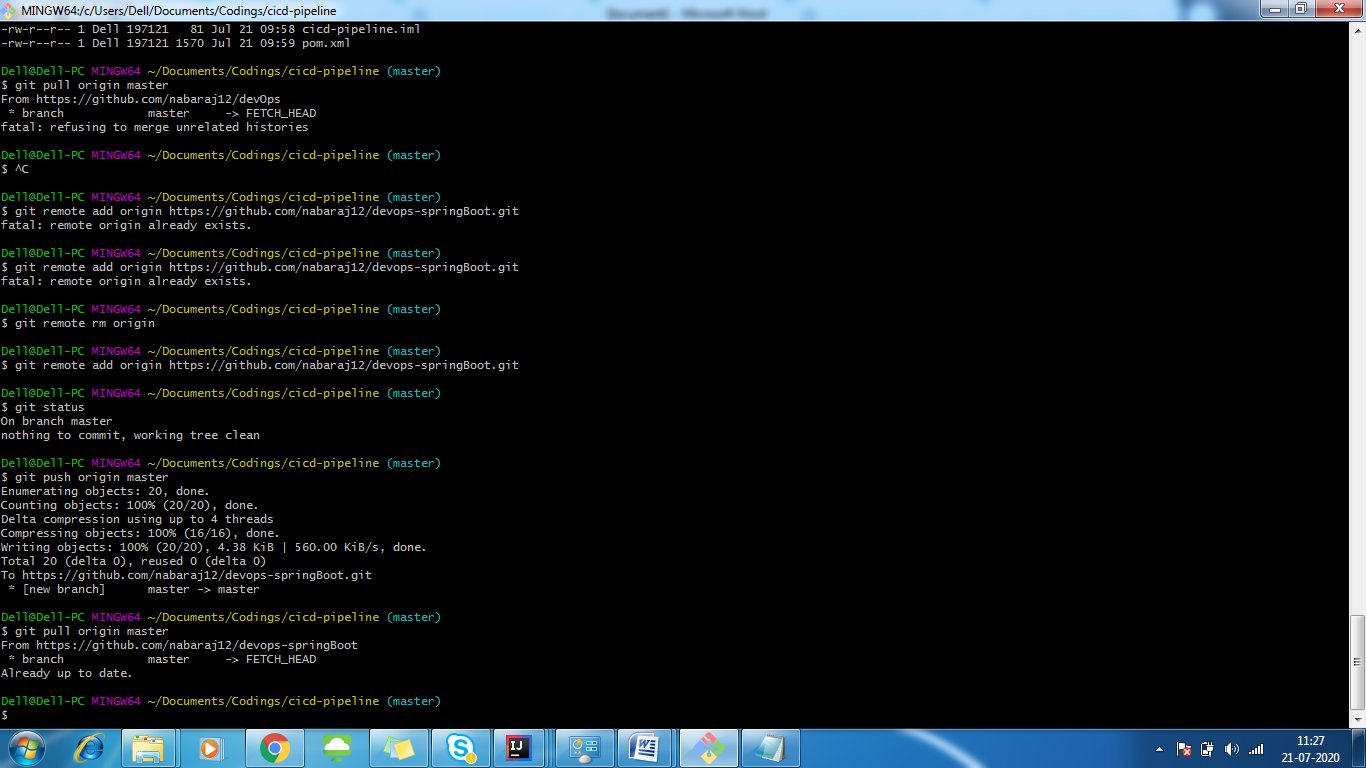 MINGW64:/c/Users/Dell/Documents/Codings/cicd-pipeline
-rw-r--r-- 1 Dell 197121   81 Jul 21 09:58 cicd-pipeline.iml
-rw-r--r-- 1 Dell 197121 1570 Jul 21 09:59 pom.xml
Dell@Dell-PC MINGW64 ~/Documents/Codings/cicd-pipeline (master)
$ git pull origin master
From https://github.com/nabaraj12/devOps
 * branch            master     -> FETCH_HEAD
fatal: refusing to merge unrelated histories
Dell@Dell-PC MINGW64 ~/Documents/Codings/cicd-pipeline (master)
$ ^C
Dell@Dell-PC MINGW64 ~/Documents/Codings/cicd-pipeline (master)
$ git remote add origin https://github.com/nabaraj12/devops-springBoot.git
fatal: remote origin already exists.
Dell@Dell-PC MINGW64 ~/Documents/Codings/cicd-pipeline (master)
$ git remote add origin https://github.com/nabaraj12/devops-springBoot.git
fatal: remote origin already exists.
Dell@Dell-PC MINGW64 ~/Documents/Codings/cicd-pipeline (master)
$ git remote rm origin
Dell@Dell-PC MINGW64 ~/Documents/Codings/cicd-pipeline (master)
$ git remote add origin https://github.com/nabaraj12/devops-springBoot.git
Dell@Dell-PC MINGW64 ~/Documents/Codings/cicd-pipeline (master)
$ git status
On branch master
nothing to commit, working tree clean
Dell@Dell-PC MINGW64 ~/Documents/Codings/cicd-pipeline (master)
$ git push origin master
Enumerating objects: 20, done.
Counting objects: 100% (20/20), done.
Delta compression using up to 4 threads
Compressing objects: 100% (16/16), done.
Writing objects: 100% (20/20), 4.38 KiB | 560.00 KiB/s, done.
Total 20 (delta 0), reused 0 (delta 0)
To https://github.com/nabaraj12/devops-springBoot.git
 * [new branch]      master -> master
Dell@Dell-PC MINGW64 ~/Documents/Codings/cicd-pipeline (master)
$ git pull origin master
From https://github.com/nabaraj12/devops-springBoot
 * branch            master     -> FETCH_HEAD
Already up to date.
Dell@Dell-PC MINGW64 ~/Documents/Codings/cicd-pipeline (master)
$
11:27
21-07-2020